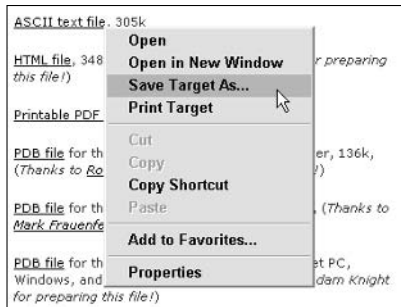 ASCII text file, 305k
Open
HTML file, 348
Open in New Window
r preparing
this file!)
Save Target As...
Printable PDF
Print Target
Cut
PDB file for th
er, 136k,
Copy
(Thanks to Ro
!)
Copy Shortcut
PDB file for th
Paste
, (Thanks to
Mark Frauenfe
Add to Favorites...
PDB file for th
et PC,
Properties
Windows, and
dam Knight
for preparing this file!)